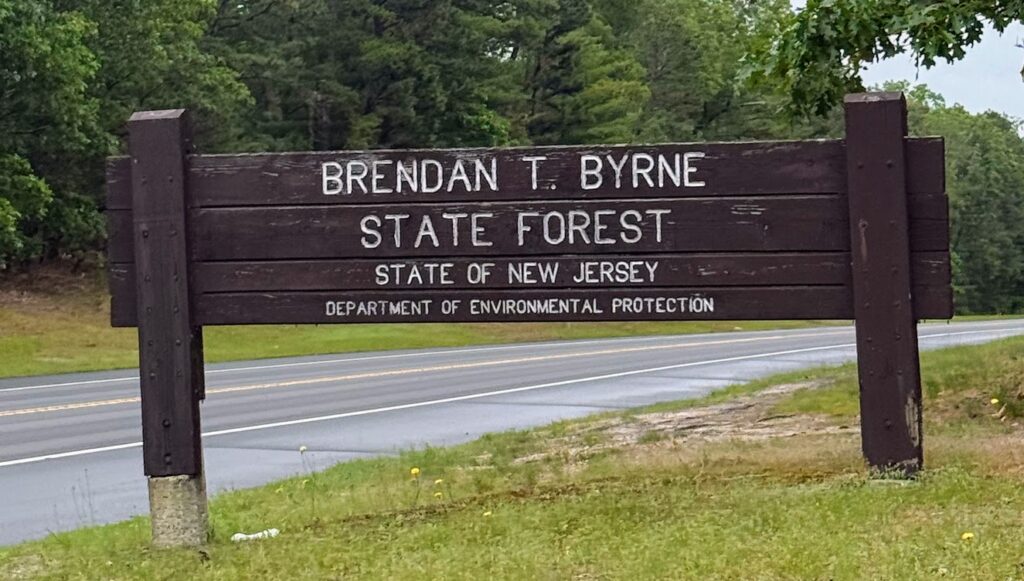 BRENDAN T. BYRNE
STATE FOREST
STATE OF NEW JERSEY
DEPARTMENT OF ENVIRONMENTAL PROTECTION